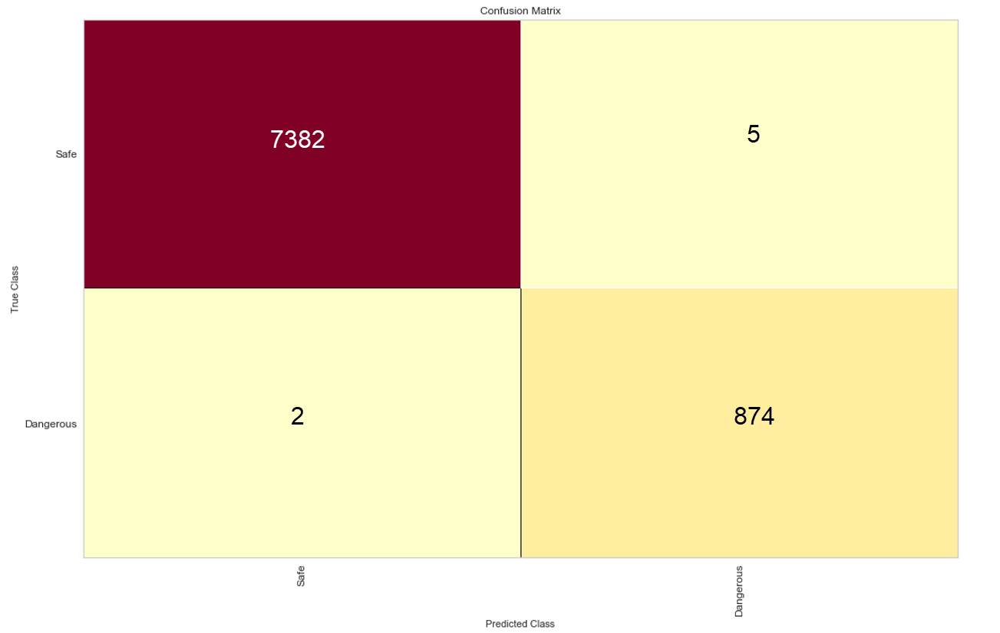 Confusion Matrix
7382
5
Safe
True Class
2
874
Dangerous
Safe
Dangerous
Predicted Class